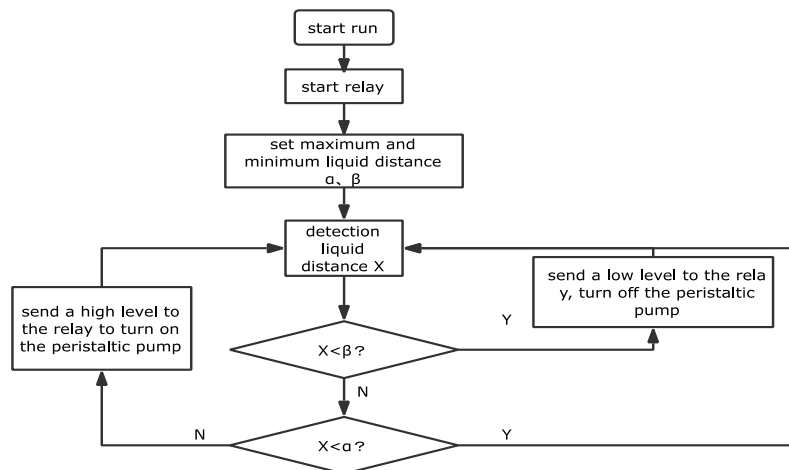 start run
start relay
set maximum and
minimum liquid distance
α、β
detection
liquid
distance X
send a low level to the rela
y, turn off the peristaltic
pump
send a high level to
the relay to turn on
the peristaltic pump
Y
X<β?
N
N
X<α?
Y